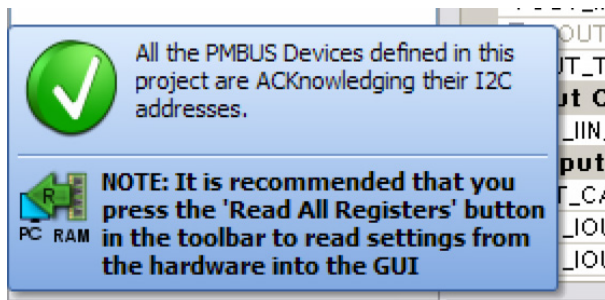 All the PMBUS Devices defined in this
project are ACKnowledging their I2C
addresses.
NOTE: It is recommended that you
press the 'Read All Registers' button
in the toolbar to read settings from
the hardware into the GUI
R
PC RAM